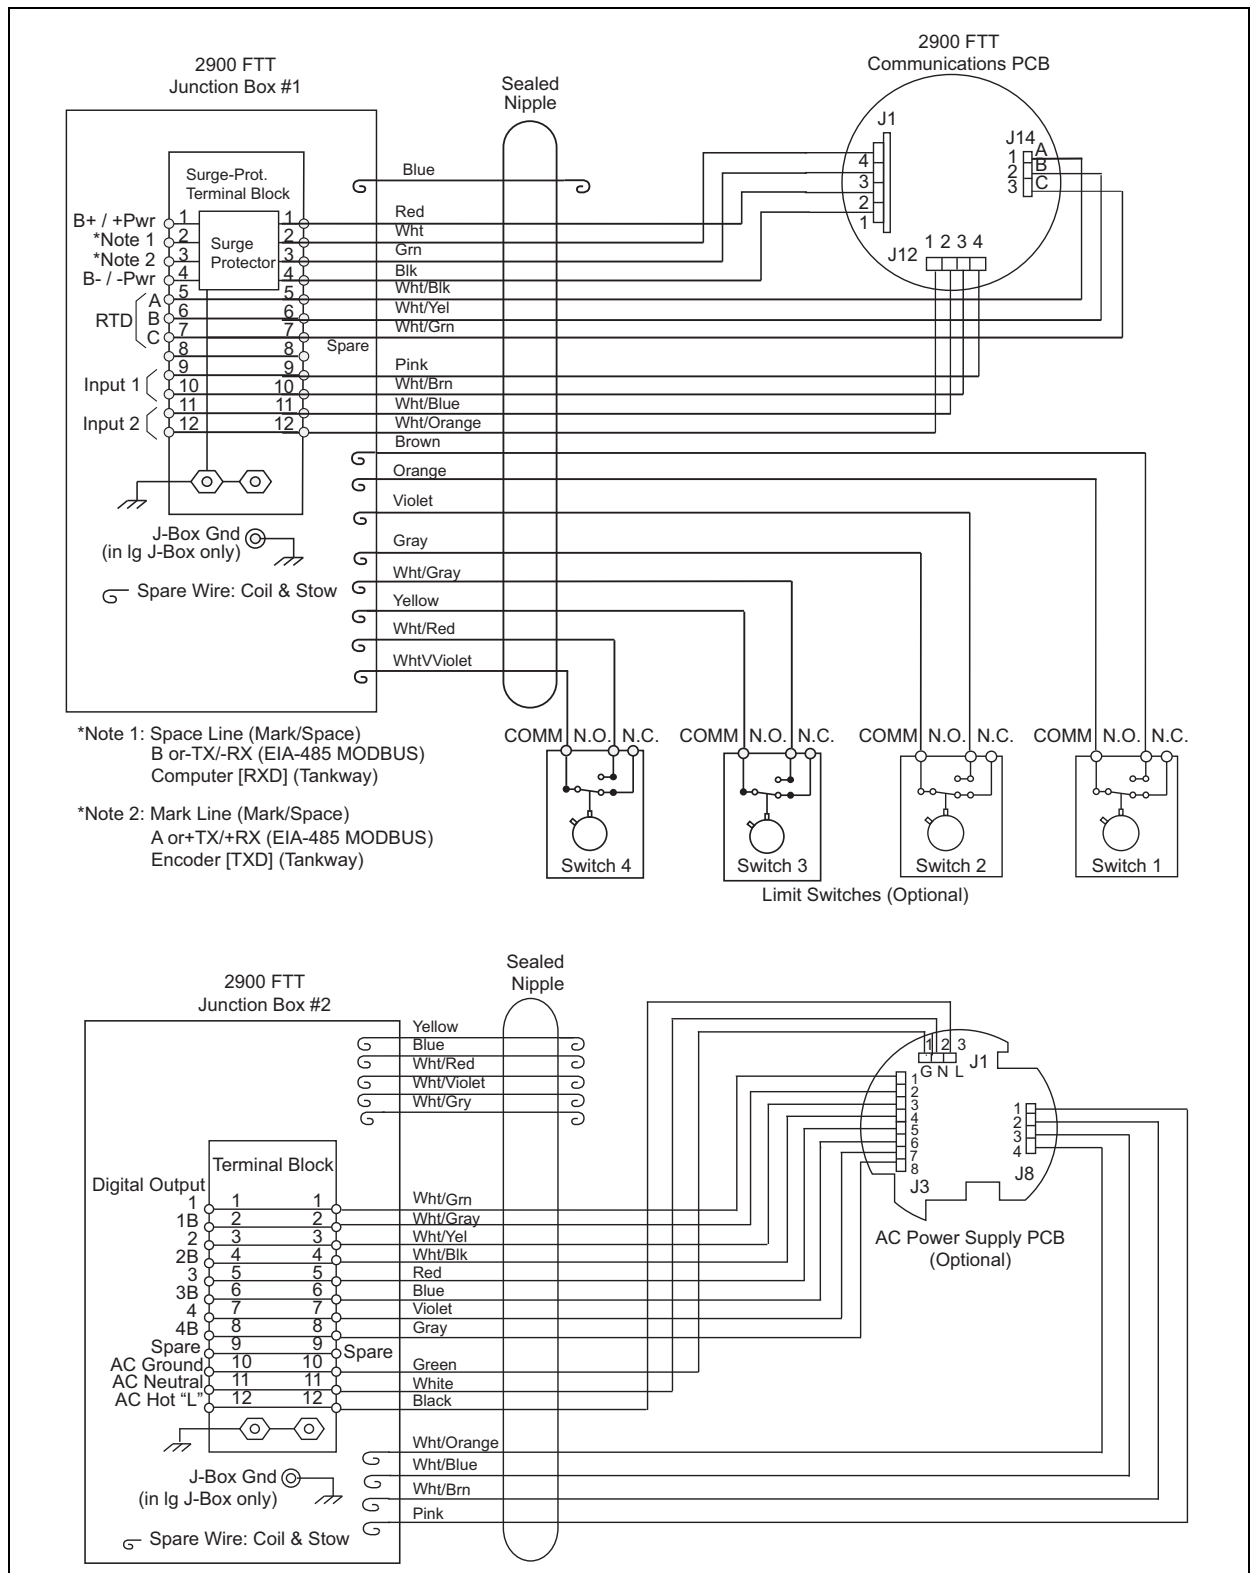 2900 FTT
Junction Box #1
Sealed
Nipple
2900 FTT
Communications PCB
J1
4
3
2
1
J14
1 A
2 B
3 C
J12
1 2 3 4
Surge-Prot.
Terminal Block
Surge
Protector
B+ / +Pwr 1 1 Red
*Note 1 2 2 Wht
*Note 2 3 3 Grn
B- / -Pwr 4 4 Blk
RTD
A 5 5 Wht/Blk
B 6 6 Wht/Yel
C 7 7 Wht/Grn
8 8 Spare
Input 1
9 9 Pink
10 10 Wht/Brn
Input 2
11 11 Wht/Blue
12 12 Wht/Orange
Blue
Brown
Orange
Violet
Gray
Wht/Gray
Yellow
Wht/Red
WhtVViolet
J-Box Gnd
(in lg J-Box only)
Spare Wire: Coil & Stow
*Note 1: Space Line (Mark/Space)
B or-TX/-RX (EIA-485 MODBUS)
Computer [RXD] (Tankway)
*Note 2: Mark Line (Mark/Space)
A or+TX/+RX (EIA-485 MODBUS)
Encoder [TXD] (Tankway)
COMM N.O. N.C. COMM N.O. N.C. COMM N.O. N.C. COMM N.O. N.C.
Switch 4 Switch 3 Switch 2 Switch 1
Limit Switches (Optional)
2900 FTT
Junction Box #2
Sealed
Nipple
Yellow
Blue
Wht/Red
Wht/Violet
Wht/Gry
1 2 3
G N L
J1
1
2
3
4
5
6
7
8
J3
1
2
3
4
J8
AC Power Supply PCB
(Optional)
Terminal Block
Digital Output
1 1 1 Wht/Grn
1B 2 2 Wht/Gray
2 3 3 Wht/Yel
2B 4 4 Wht/Blk
3 5 5 Red
3B 6 6 Blue
4 7 7 Violet
4B 8 8 Gray
Spare 9 9 Spare
AC Ground 10 10 Green
AC Neutral 11 11 White
AC Hot “L” 12 12 Black
Wht/Orange
Wht/Blue
Wht/Brn
Pink
J-Box Gnd
(in lg J-Box only)
Spare Wire: Coil & Stow